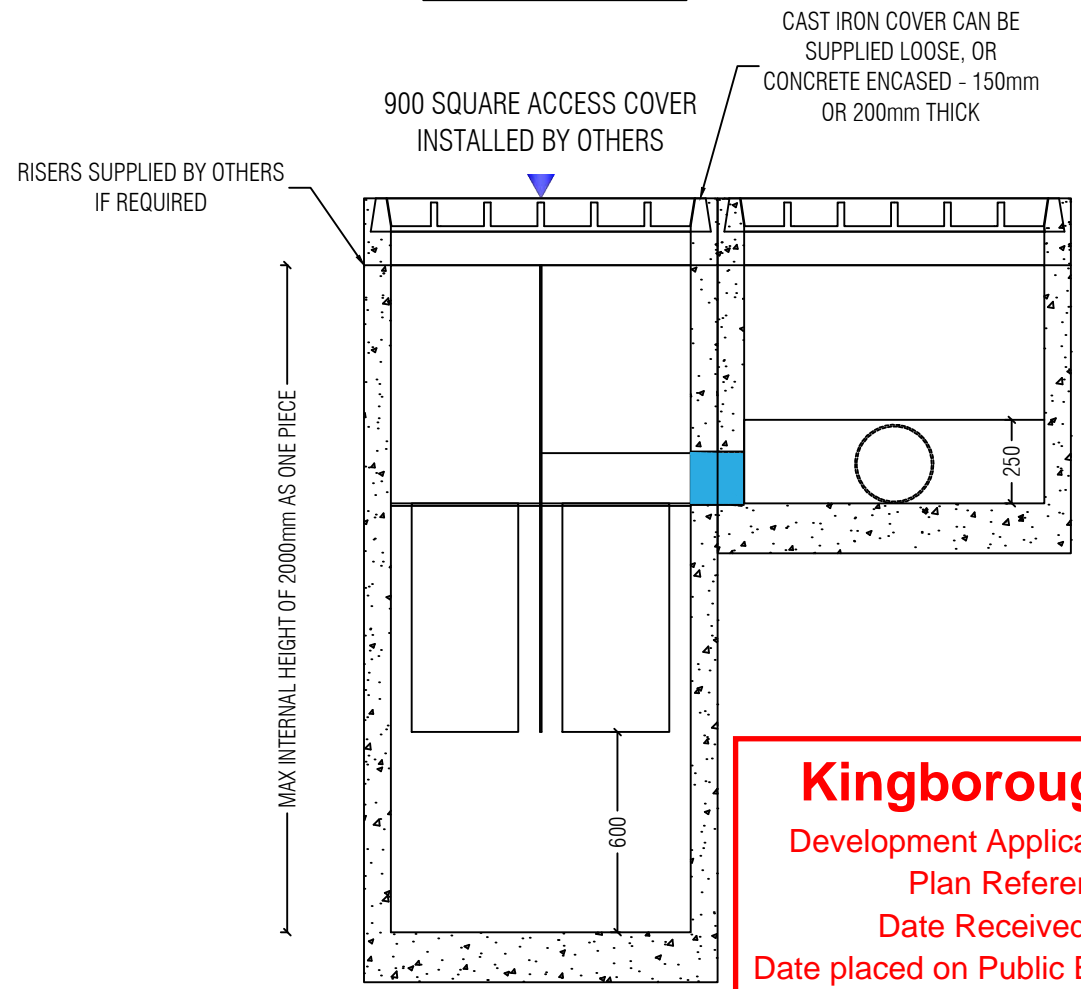 CAST IRON COVER CAN BE
SUPPLIED LOOSE, OR
CONCRETE ENCASED - 150mm
OR 200mm THICK
900 SQUARE ACCESS COVER
INSTALLED BY OTHERS
RISERS SUPPLIED BY OTHERS
IF REQUIRED
MAX INTERNAL HEIGHT OF 2000mm AS ONE PIECE
250
600
Kingboroug
Development Applica
Plan Referen
Date Received
Date placed on Public E